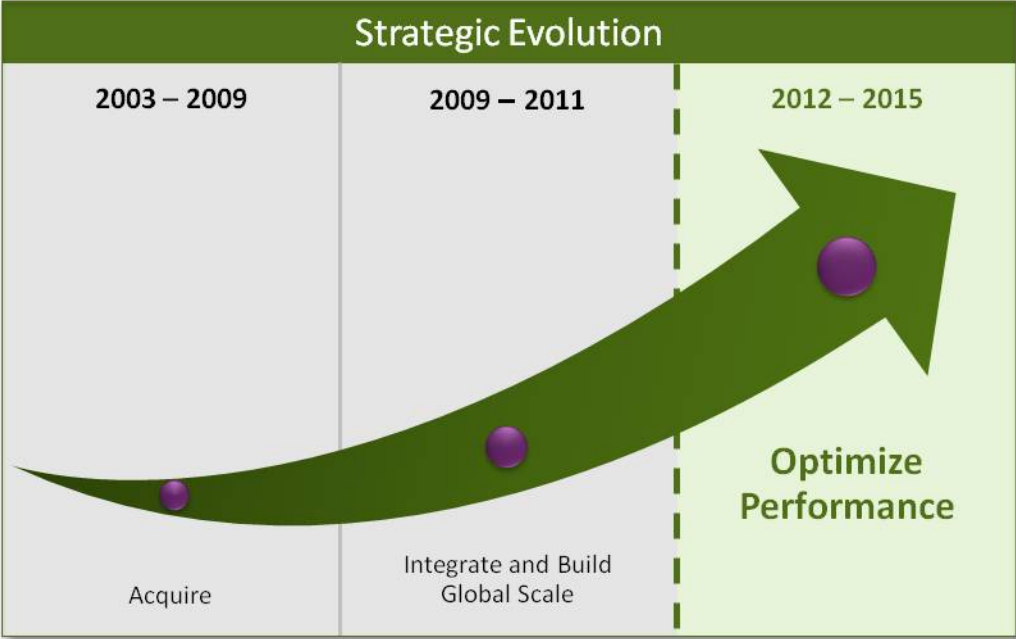 Strategic Evolution
2003 – 2009
2009 – 2011
2012 – 2015
Optimize
Performance
Integrate and Build
Global Scale
Acquire